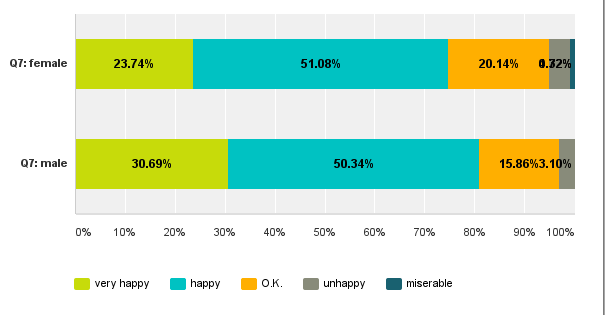 Q7: female 23.74% 51.08% 20.14%
Q7: male 30.69% 50.34% 15.86% 3.10%
0% 10% 20% 30% 40% 50% 60% 70% 80% 90% 100%
very happy happy O.K. unhappy miserable